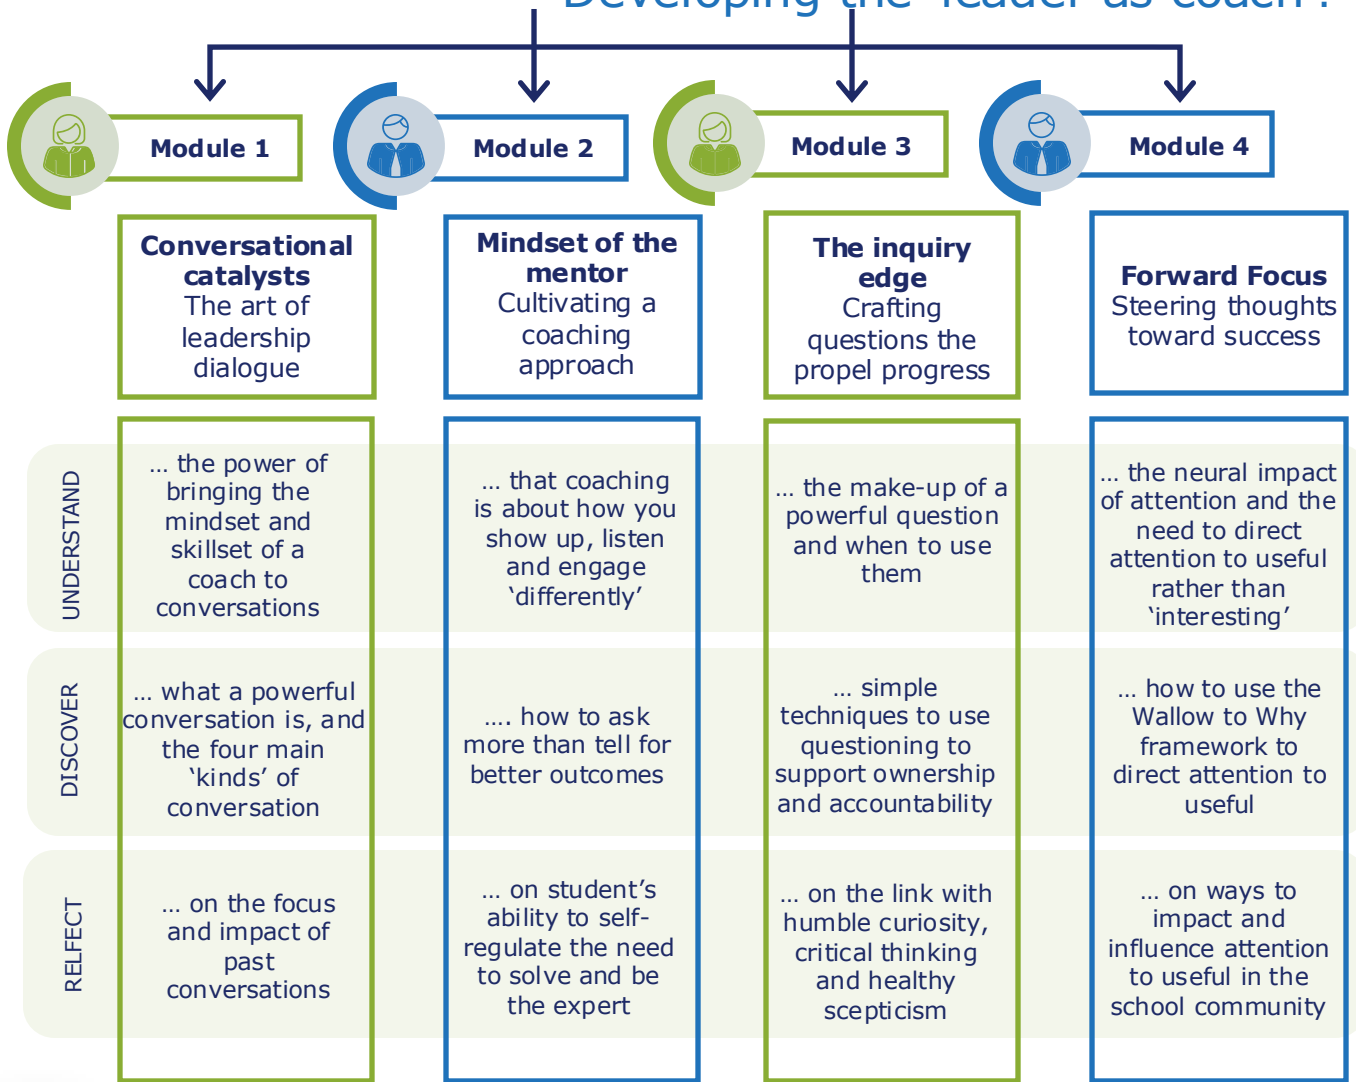 Developing the 'leader as coach'.
Module 1
Module 2
Module 3
Module 4
Conversational
catalysts
The art of
leadership
dialogue
Mindset of the
mentor
Cultivating a
coaching
approach
The inquiry
edge
Crafting
questions the
propel progress
Forward Focus
Steering thoughts
toward success
UNDERSTAND
... the power of
bringing the
mindset and
skillset of a
coach to
conversations
... that coaching
is about how you
show up, listen
and engage
‘differently’
... the make-up of a
powerful question
and when to use
them
... the neural impact
of attention and the
need to direct
attention to useful
rather than
‘interesting’
DISCOVER
... what a powerful
conversation is, and
the four main
‘kinds’ of
conversation
.... how to ask
more than tell for
better outcomes
... simple
techniques to use
questioning to
support ownership
and accountability
... how to use the
Wallow to Why
framework to
direct attention to
useful
RELFECT
... on the focus
and impact of
past
conversations
... on student’s
ability to self-
regulate the need
to solve and be
the expert
... on the link with
humble curiosity,
critical thinking
and healthy
scepticism
... on ways to
impact and
influence attention
to useful in the
school community